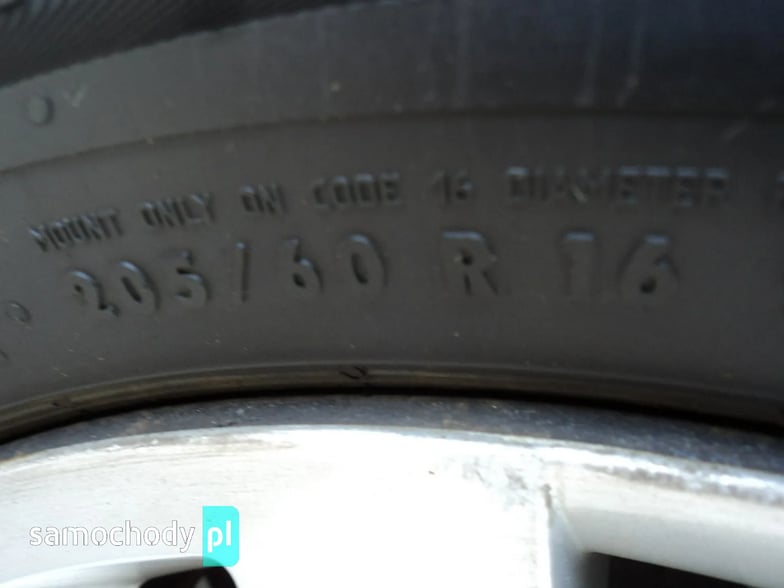 MOUNT ONLY ON CODE 16 DIAMETER
205/60 R 16
samochody pl